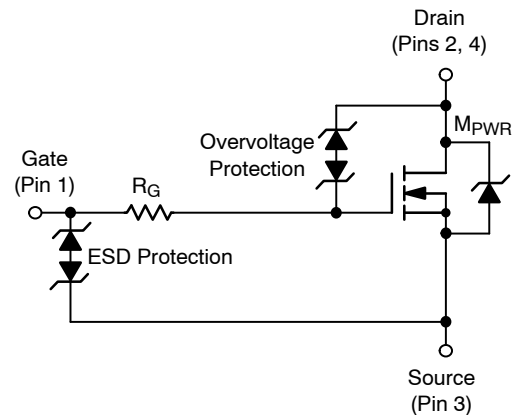 Drain
(Pins 2, 4)
MPWR
Overvoltage
Protection
Gate
(Pin 1)
RG
ESD Protection
Source
(Pin 3)